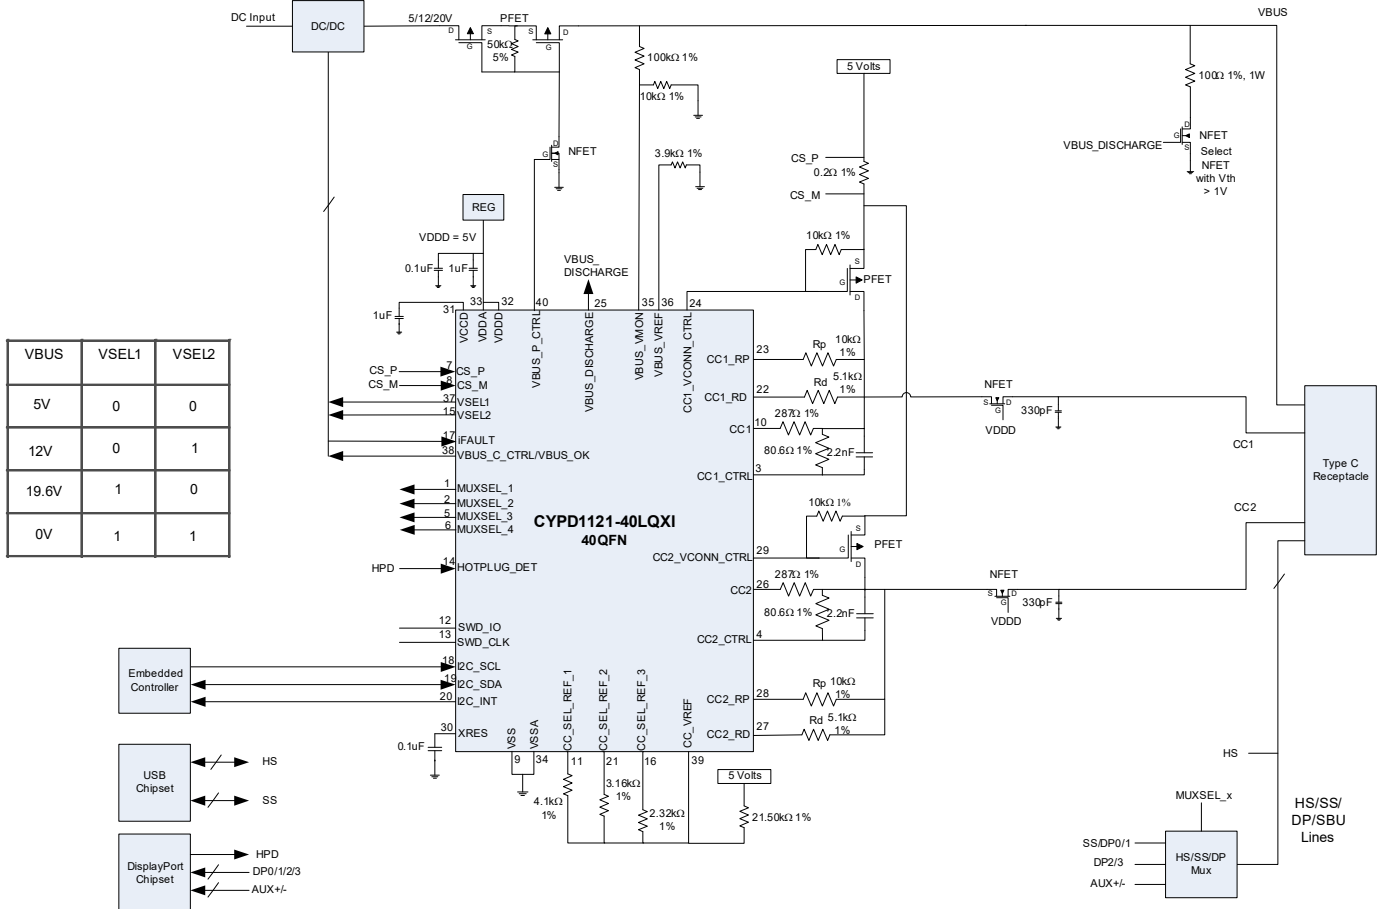 DC Input
DC/DC
5/12/20V
D
S
G
PFET
50kΩ
5%
S
D
G
VBUS
100kΩ 1%
10kΩ 1%
5 Volts
100Ω 1%, 1W
VBUS_DISCHARGE
D
G
S
NFET
Select
NFET
with Vth
> 1V
D
G
S
NFET
3.9kΩ 1%
CS_P
0.2Ω 1%
CS_M
REG
VDDD = 5V
0.1uF
1uF
VBUS_
DISCHARGE
10kΩ 1%
S
G
D
PFET
1uF
31
33
32
40
25
35
36
24
VCCD
VDDA
VDDD
VBUS_P_CTRL
VBUS_DISCHARGE
VBUS_VMON
VBUS_VREF
CC1_VCONN_CTRL
VBUS
VSEL1
VSEL2
5V
0
0
12V
0
1
19.6V
1
0
0V
1
1
CS_P
7
CS_P
CS_M
8
CS_M
37
VSEL1
15
VSEL2
17
iFAULT
38
VBUS_C_CTRL/VBUS_OK
1
MUXSEL_1
2
MUXSEL_2
5
MUXSEL_3
6
MUXSEL_4
HPD
14
HOTPLUG_DET
12
SWD_IO
13
SWD_CLK
18
I2C_SCL
19
I2C_SDA
20
I2C_INT
30
XRES
0.1uF
CYPD1121-40LQXI
40QFN
CC1_RP
23
Rp
10kΩ
1%
CC1_RD
22
Rd
5.1kΩ
1%
CC1
10
287Ω 1%
80.6Ω 1%
2.2nF
CC1_CTRL
3
NFET
S
D
G
VDDD
330pF
CC1
Type C
Receptacle
CC2
10kΩ 1%
S
G
D
PFET
CC2_VCONN_CTRL
29
CC2
26
287Ω 1%
80.6Ω 1%
2.2nF
CC2_CTRL
4
NFET
S
D
G
VDDD
330pF
CC2_RP
28
Rp
10kΩ
1%
CC2_RD
27
Rd
5.1kΩ
1%
VSS
VSSA
CC_SEL_REF_1
CC_SEL_REF_2
CC_SEL_REF_3
CC_VREF
9
34
11
21
16
39
4.1kΩ
1%
3.16kΩ
1%
2.32kΩ
1%
5 Volts
21.50kΩ 1%
Embedded
Controller
USB
Chipset
HS
SS
DisplayPort
Chipset
HPD
DP0/1/2/3
AUX+/-
HS
MUXSEL_x
SS/DP0/1
DP2/3
AUX+/-
HS/SS/DP
Mux
HS/SS/
DP/SBU
Lines